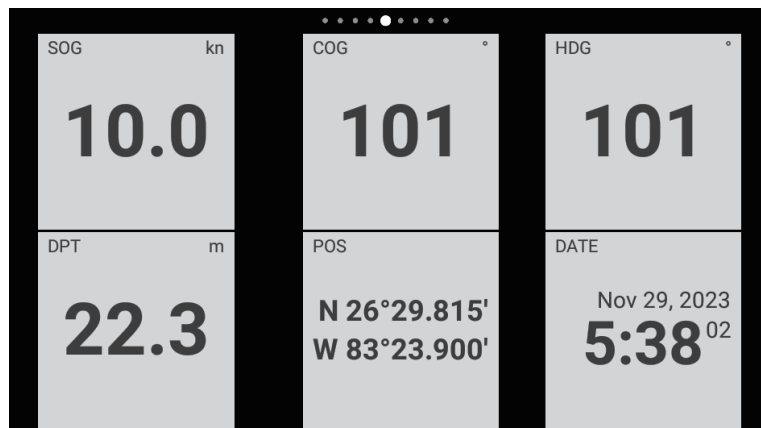 SOG kn
10.0
COG °
101
HDG °
101
DPT m
22.3
POS
N 26°29.815'
W 83°23.900'
DATE
Nov 29, 2023
5:38 02